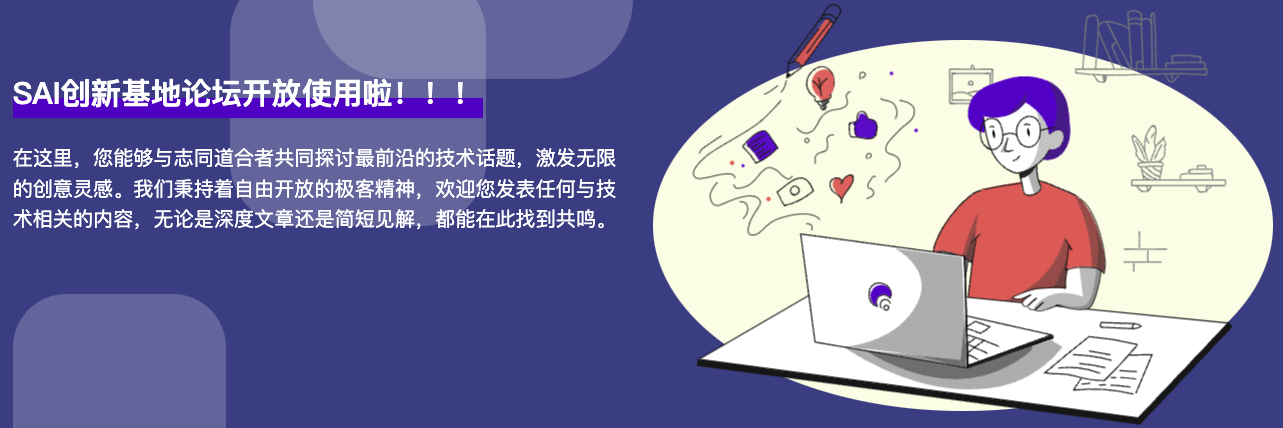 SAI创新基地论坛开放使用啦！！！
在这里，您能够与志同道合者共同探讨最前沿的技术话题，激发无限
的创意灵感。我们秉持着自由开放的极客精神，欢迎您发表任何与技
术相关的内容，无论是深度文章还是简短见解，都能在此找到共鸣。